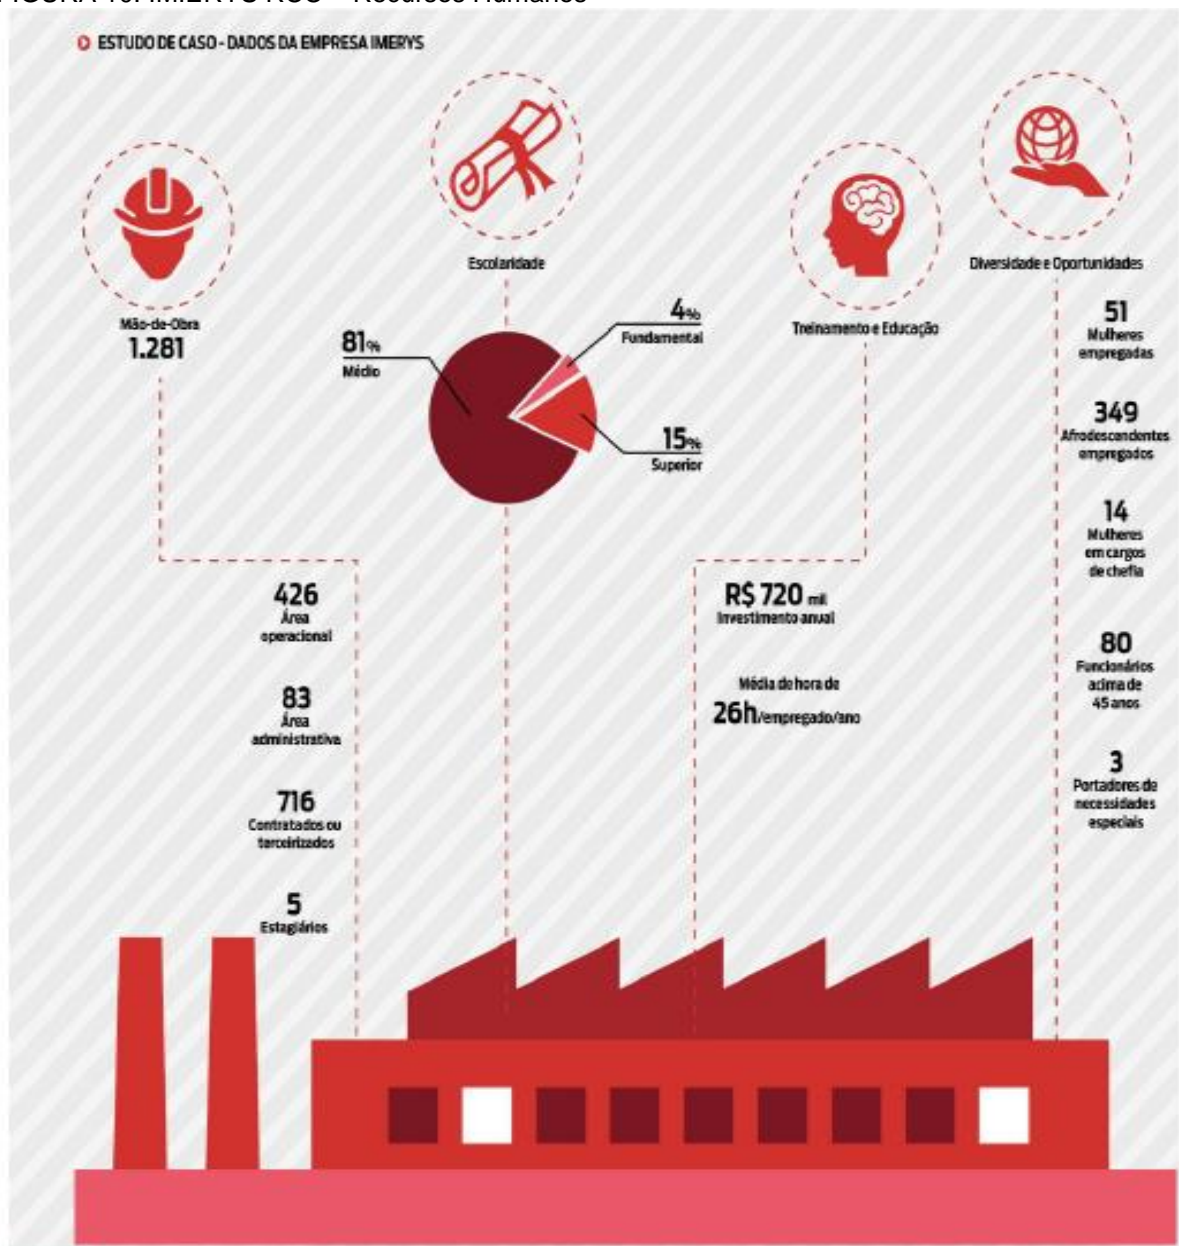 ESTUDO DE CASO - DADOS DA EMPRESA IMERYS
Mão-de-Obra
1.281
426
Área
operacional
83
Área
administrativa
716
Contratados ou
terceirizados
5
Estagiários
Escolaridade
81%
Médio
4%
Fundamental
15%
Superior
Treinamento e Educação
R$ 720 mil
Investimento anual
Média de hora de
26h/empregado/ano
Diversidade e Oportunidades
51
Mulheres
empregadas
349
Afrodescendentes
empregados
14
Mulheres
em cargos
de chefia
80
Funcionários
acima de
45 anos
3
Portadores de
necessidades
especiais